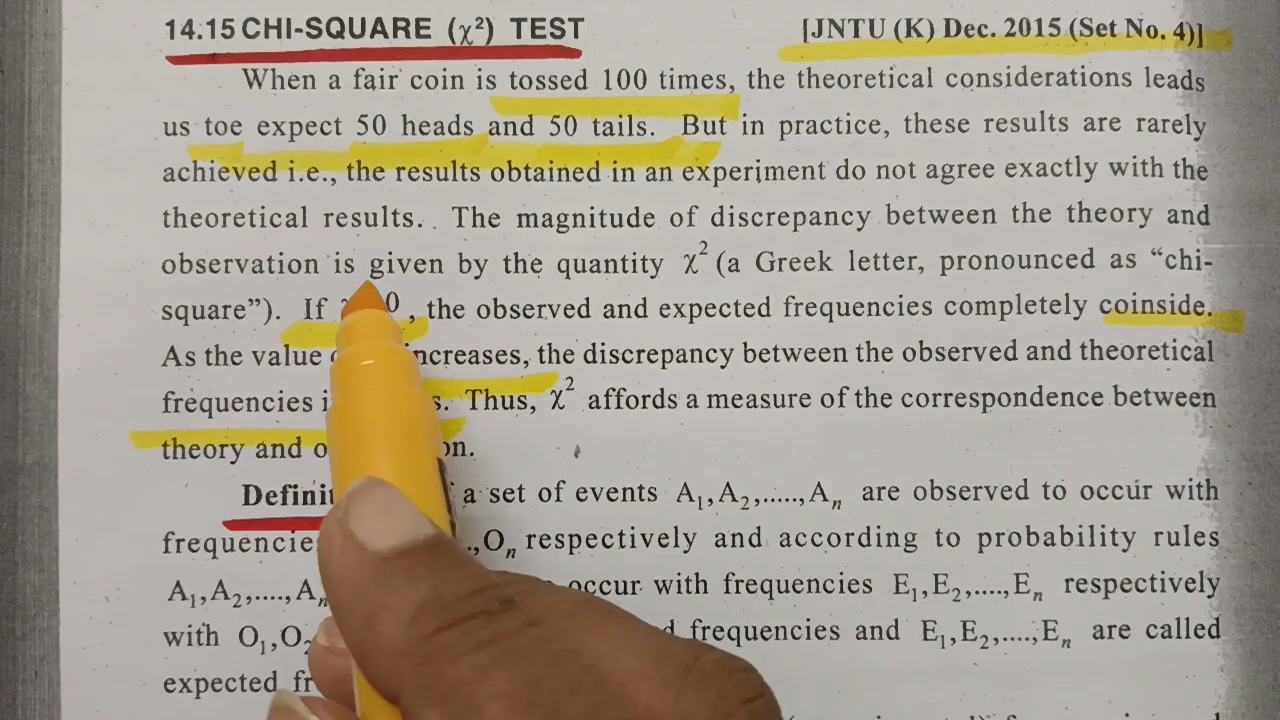 14.15 CHI-SQUARE (χ²) TEST [JNTU (K) Dec. 2015 (Set No. 4)]
When a fair coin is tossed 100 times, the theoretical considerations leads
us toe expect 50 heads and 50 tails. But in practice, these results are rarely
achieved i.e., the results obtained in an experiment do not agree exactly with the
theoretical results. . The magnitude of discrepancy between the theory and
observation is given by the quantity χ² (a Greek letter, pronounced as “chi-
square”). If 0 , the observed and expected frequencies completely coinside.
As the value increases, the discrepancy between the observed and theoretical
frequencies Thus, χ² affords a measure of the correspondence between
theory and
a set of events A₁, A₂,....., Aₙ are observed to occur with
., Oₙ respectively and according to probability rules
A₁, A₂,...., Aₙ occur with frequencies E₁, E₂,...., Eₙ respectively
with O₁, O₂ frequencies and E₁, E₂,...., Eₙ are called
expected